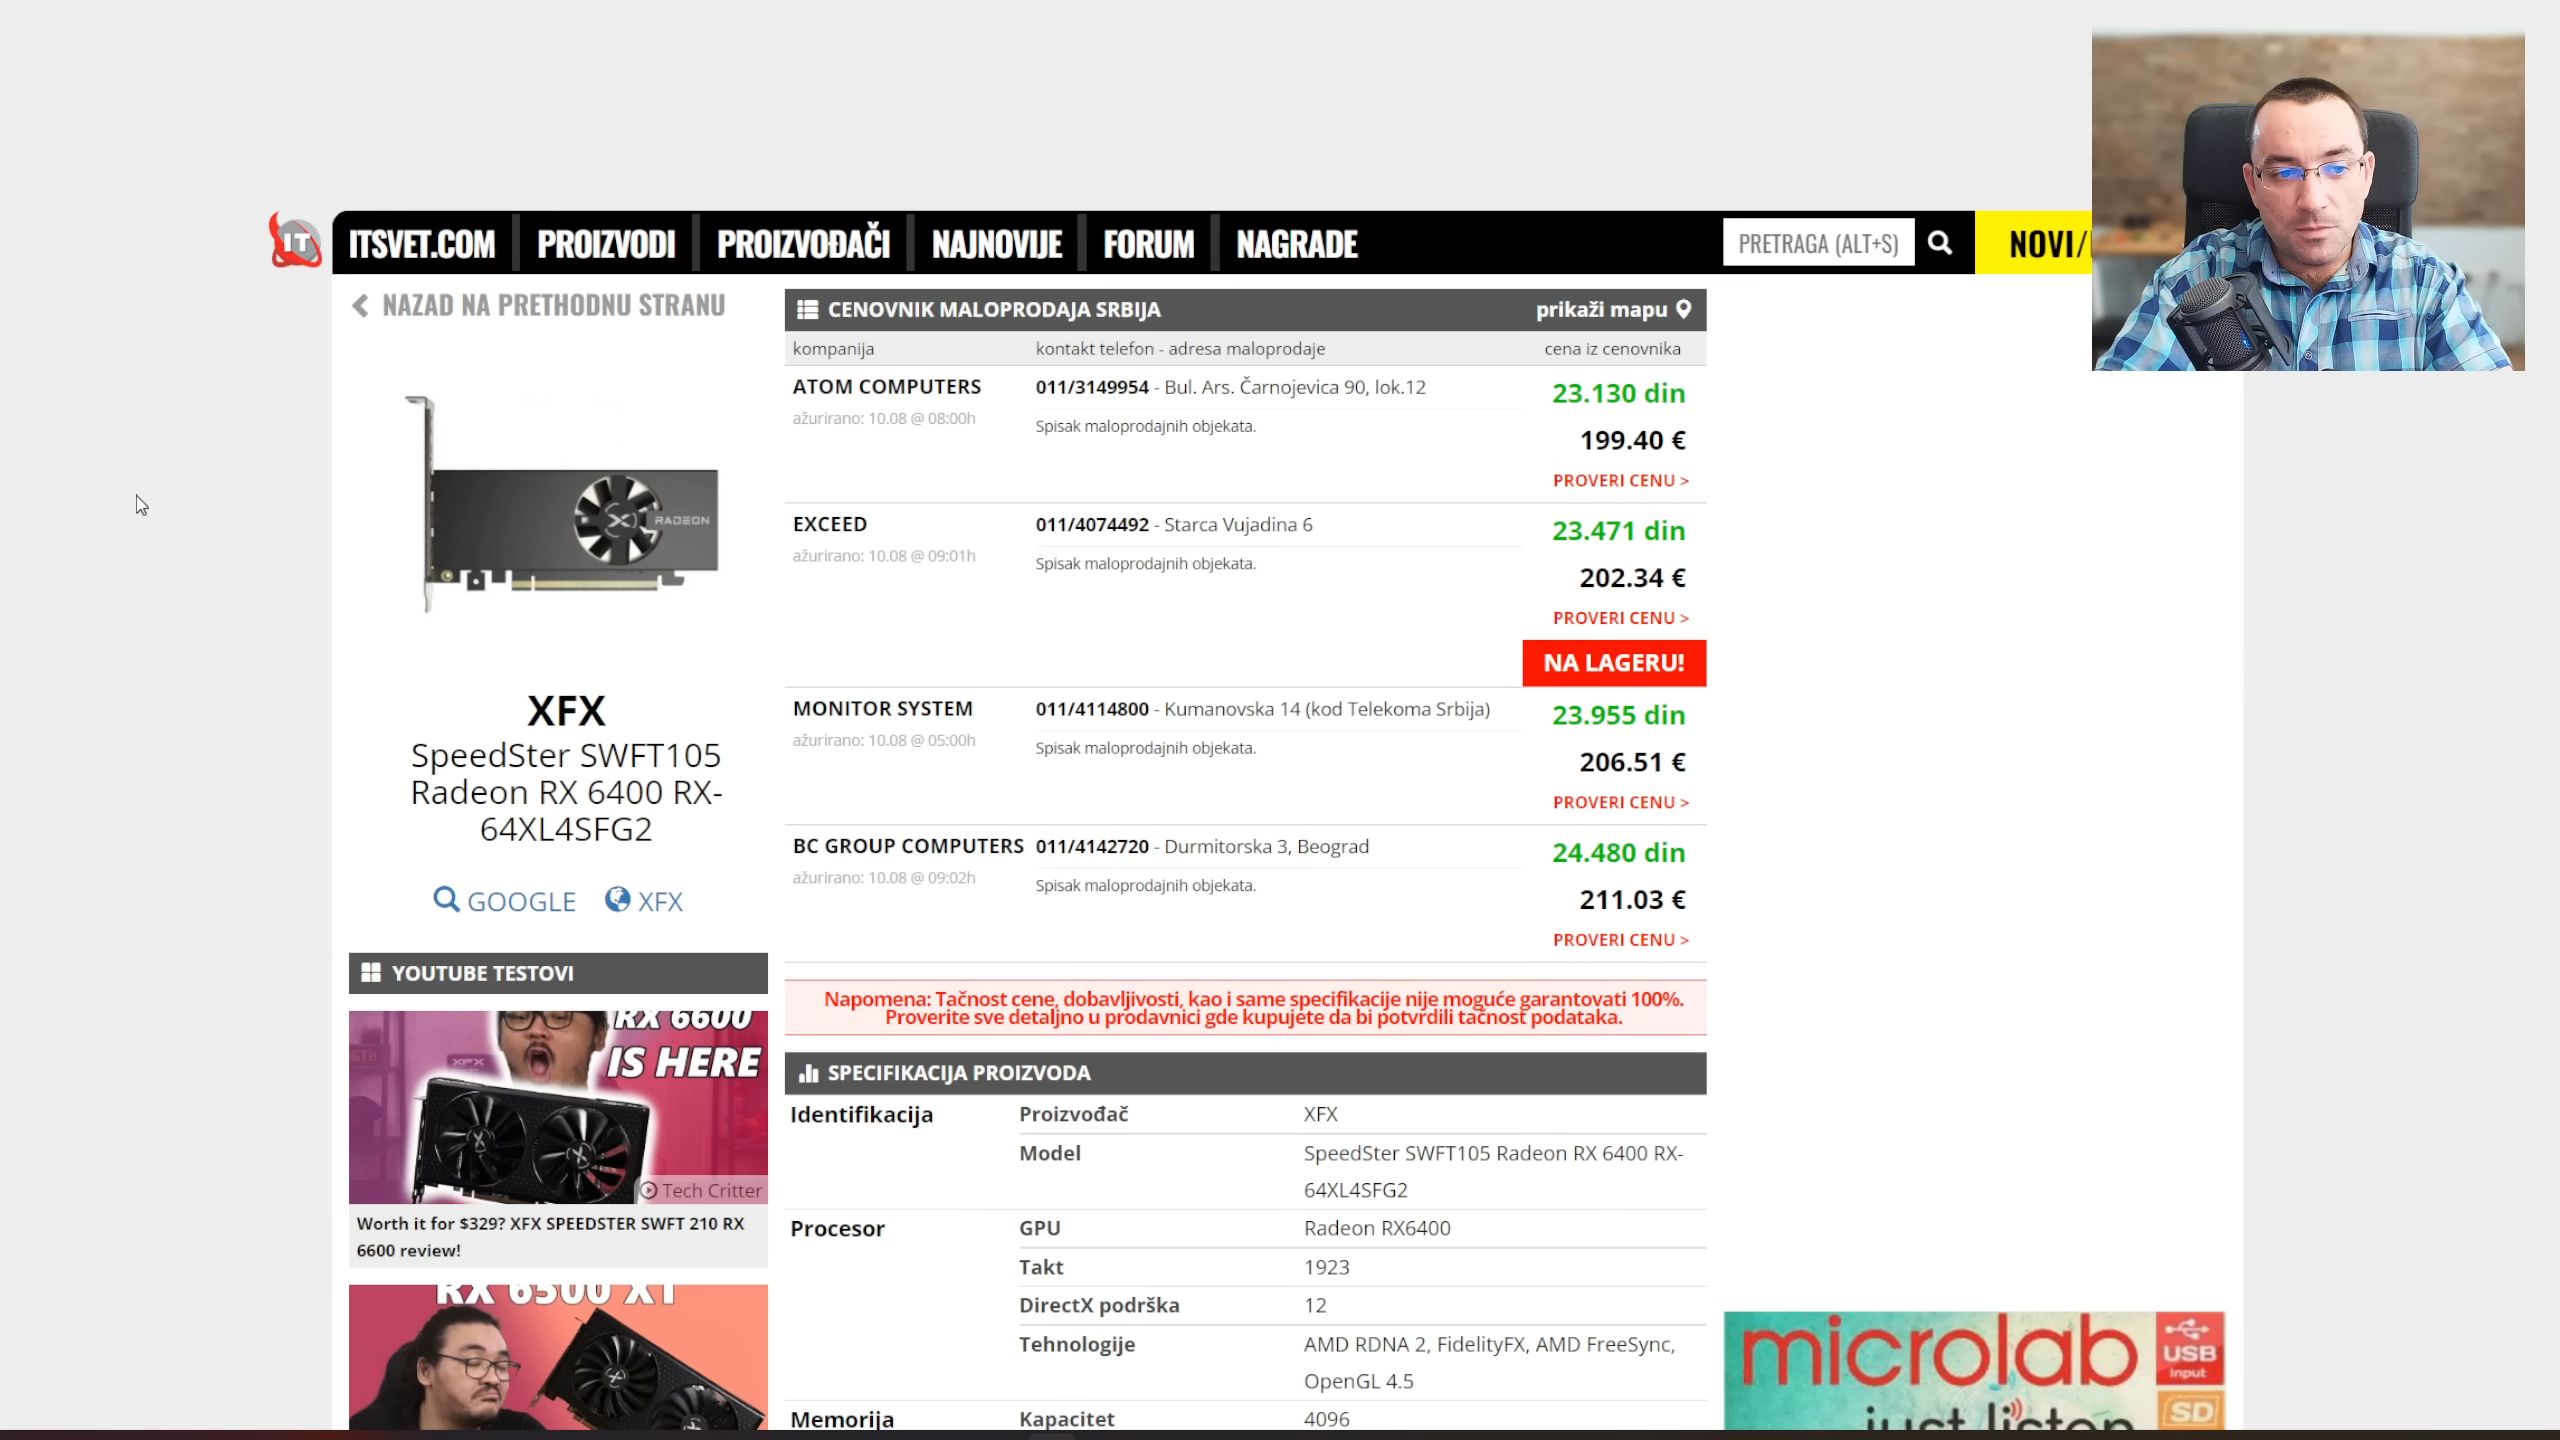 IT
ITSVET.COM
PROIZVODI
PROIZVOĐAČI
NAJNOVIJE
FORUM
NAGRADE
PRETRAGA (ALT+S)
NOVI/
NAZAD NA PRETHODNU STRANU
RADEON
XFX
SpeedSter SWFT105
Radeon RX 6400 RX-
64XL4SFG2
GOOGLE
XFX
YOUTUBE TESTOVI
RX 6600
IS HERE
XFX
Tech Critter
Worth it for $329? XFX SPEEDSTER SWFT 210 RX
6600 review!
RX 6500 XT
CENOVNIK MALOPRODAJA SRBIJA
prikaži mapu
kompanija
kontakt telefon - adresa maloprodaje
cena iz cenovnika
ATOM COMPUTERS
ažurirano: 10.08 @ 08:00h
011/3149954 - Bul. Ars. Čarnojevica 90, lok.12
Spisak maloprodajnih objekata.
23.130 din
199.40 €
PROVERI CENU >
EXCEED
ažurirano: 10.08 @ 09:01h
011/4074492 - Starca Vujadina 6
Spisak maloprodajnih objekata.
23.471 din
202.34 €
PROVERI CENU >
NA LAGERU!
MONITOR SYSTEM
ažurirano: 10.08 @ 05:00h
011/4114800 - Kumanovska 14 (kod Telekoma Srbija)
Spisak maloprodajnih objekata.
23.955 din
206.51 €
PROVERI CENU >
BC GROUP COMPUTERS
ažurirano: 10.08 @ 09:02h
011/4142720 - Durmitorska 3, Beograd
Spisak maloprodajnih objekata.
24.480 din
211.03 €
PROVERI CENU >
Napomena: Tačnost cene, dobavljivosti, kao i same specifikacije nije moguće garantovati 100%.
Proverite sve detaljno u prodavnici gde kupujete da bi potvrdili tačnost podataka.
SPECIFIKACIJA PROIZVODA
Identifikacija
Proizvođač
XFX
Model
SpeedSter SWFT105 Radeon RX 6400 RX-
64XL4SFG2
Procesor
GPU
Radeon RX6400
Takt
1923
DirectX podrška
12
Tehnologije
AMD RDNA 2, FidelityFX, AMD FreeSync,
OpenGL 4.5
Memorija
Kapacitet
4096
microlab
just listen
USB
input
SD